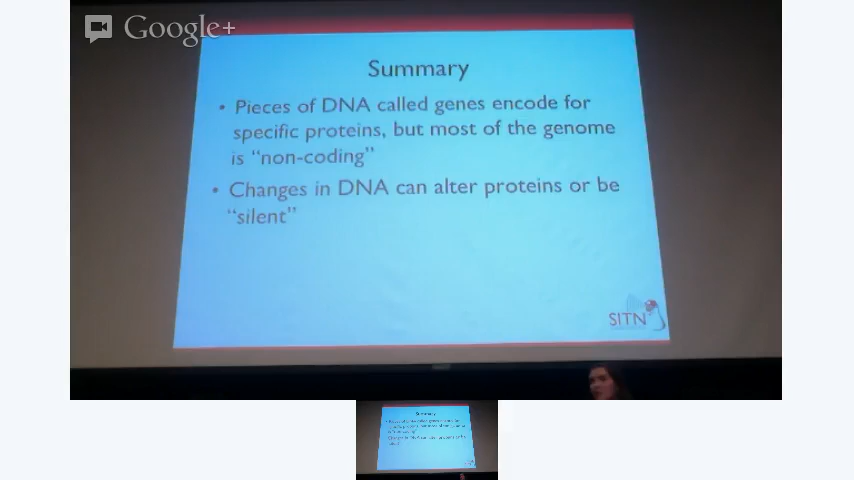 Google+
Summary
• Pieces of DNA called genes encode for
specific proteins, but most of the genome
is “non-coding”
• Changes in DNA can alter proteins or be
“silent”
SITN
Summary